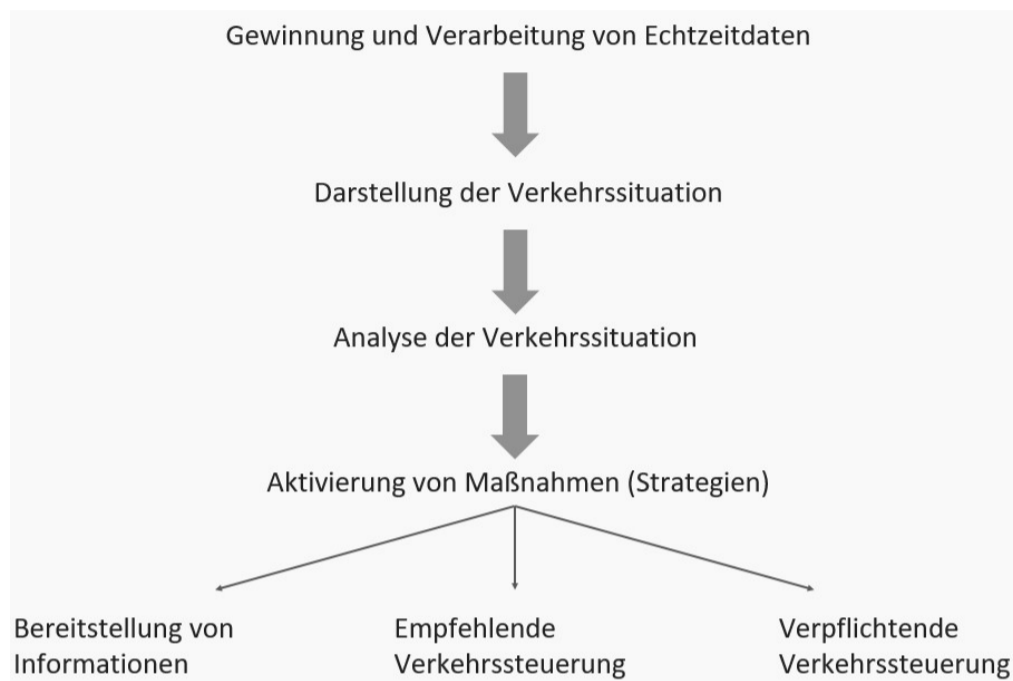 Gewinnung und Verarbeitung von Echtzeitdaten
Darstellung der Verkehrssituation
Analyse der Verkehrssituation
Aktivierung von Maßnahmen (Strategien)
Bereitstellung von
Informationen
Empfehlende
Verkehrssteuerung
Verpflichtende
Verkehrssteuerung